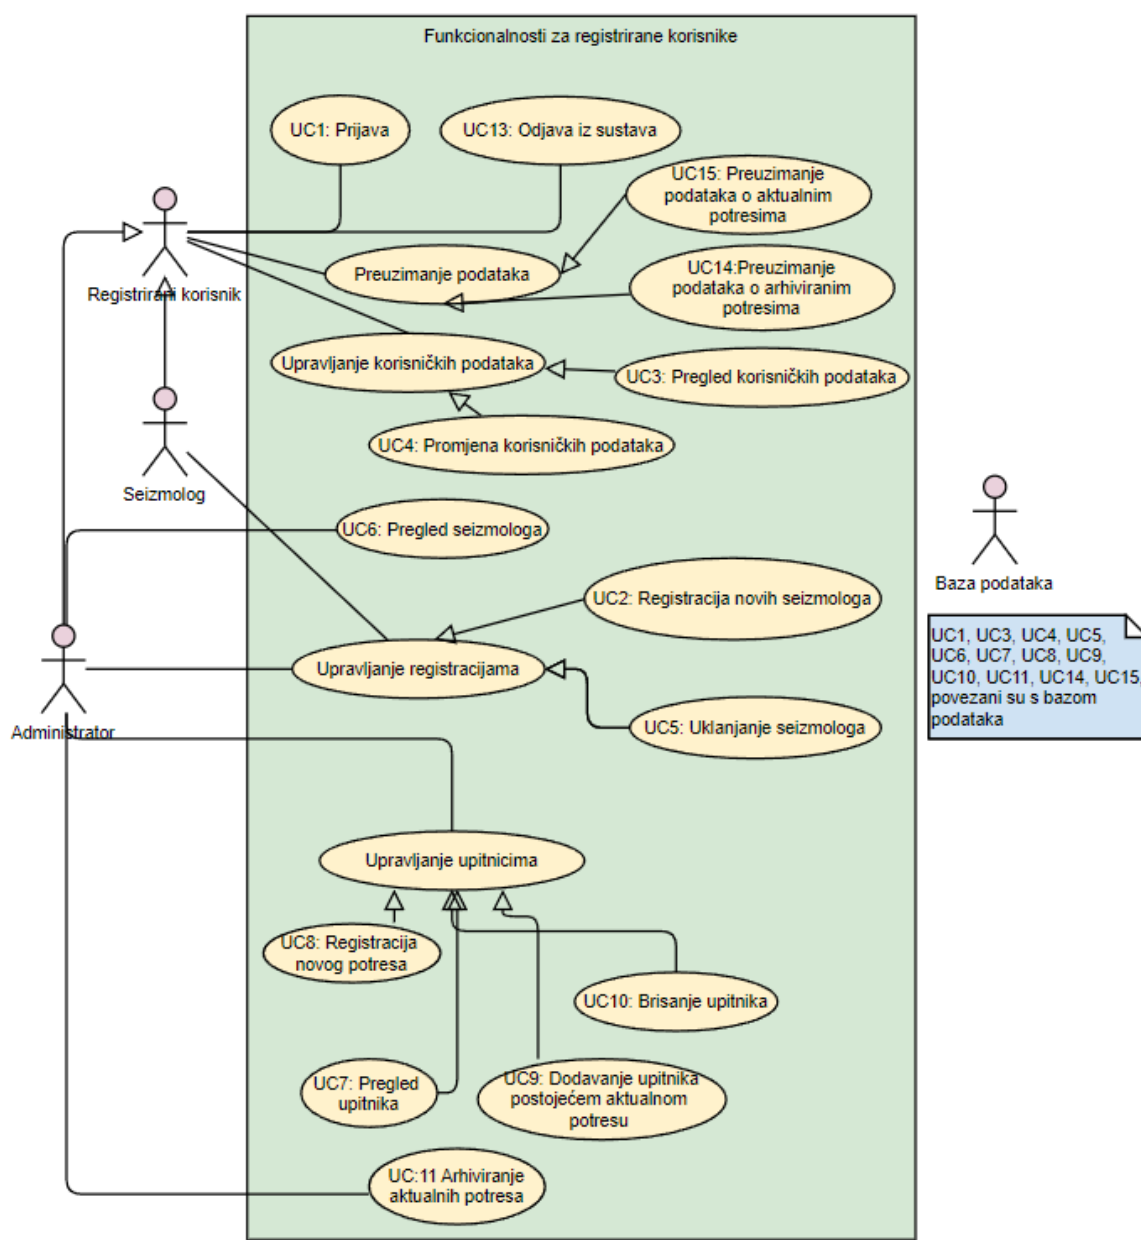 Funkcionalnosti za registrirane korisnike
UC1: Prijava
UC13: Odjava iz sustava
UC15: Preuzimanje
podataka o aktualnim
potresima
Preuzimanje podataka
UC14:Preuzimanje
podataka o arhiviranim
potresima
Registrirani korisnik
Upravljanje korisničkih podataka
UC3: Pregled korisničkih podataka
UC4: Promjena korisničkih podataka
Seizmolog
UC6: Pregled seizmologa
Baza podataka
UC2: Registracija novih seizmologa
UC1, UC3, UC4, UC5,
UC6, UC7, UC8, UC9,
UC10, UC11, UC14, UC15,
povezani su s bazom
podataka
Upravljanje registracijama
Administrator
UC5: Uklanjanje seizmologa
Upravljanje upitnicima
UC8: Registracija
novog potresa
UC10: Brisanje upitnika
UC7: Pregled
upitnika
UC9: Dodavanje upitnika
postojećem aktualnom
potresu
UC:11 Arhiviranje
aktualnih potresa